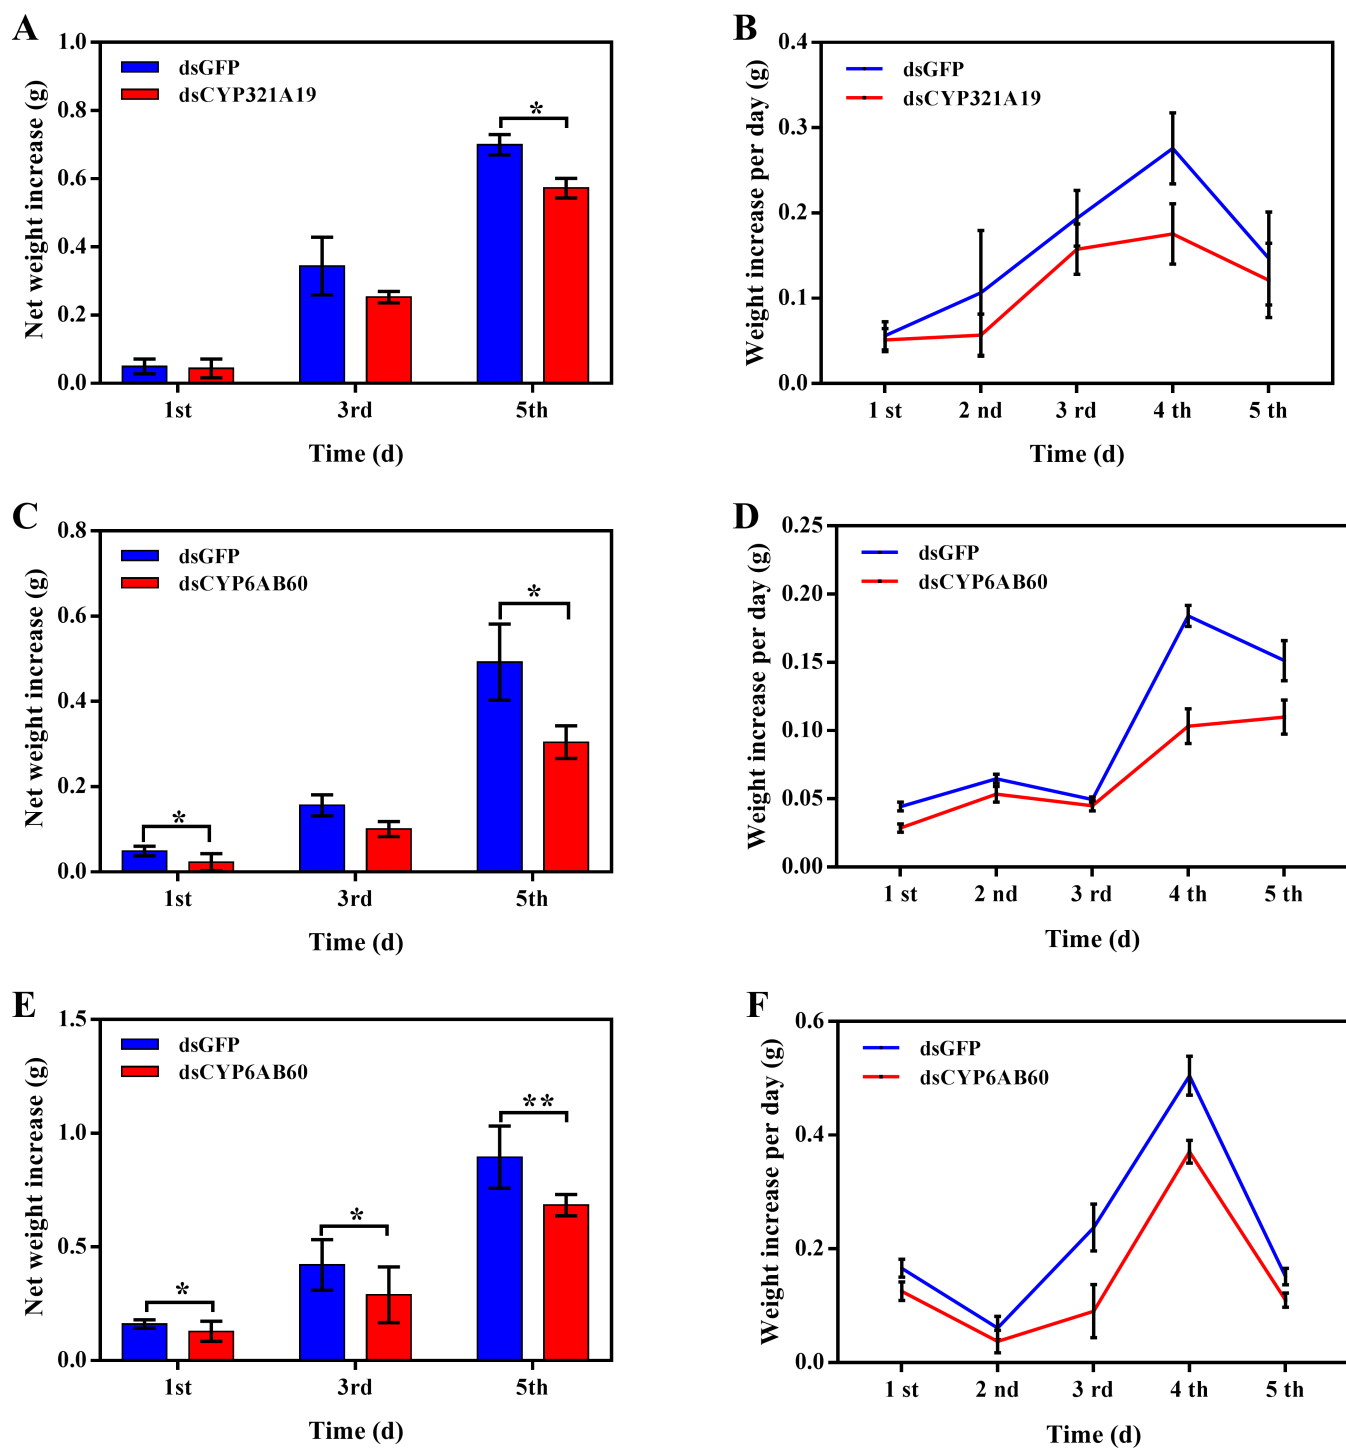 A
Net weight increase (g)
1.0
0.8
0.6
0.4
0.2
0.0
dsGFP
dsCYP321A19
*
1st 3rd 5th
Time (d)
B
Weight increase per day (g)
0.4
0.3
0.2
0.1
0.0
dsGFP
dsCYP321A19
1 st 2 nd 3 rd 4 th 5 th
Time (d)
C
Net weight increase (g)
0.8
0.6
0.4
0.2
0.0
dsGFP
dsCYP6AB60
*
*
1st 3rd 5th
Time (d)
D
Weight increase per day (g)
0.25
0.20
0.15
0.10
0.05
0.00
dsGFP
dsCYP6AB60
1 st 2 nd 3 rd 4 th 5 th
Time (d)
E
Net weight increase (g)
1.5
1.0
0.5
0.0
dsGFP
dsCYP6AB60
*
*
**
1st 3rd 5th
Time (d)
F
Weight increase per day (g)
0.6
0.4
0.2
0.0
dsGFP
dsCYP6AB60
1 st 2 nd 3 rd 4 th 5 th
Time (d)